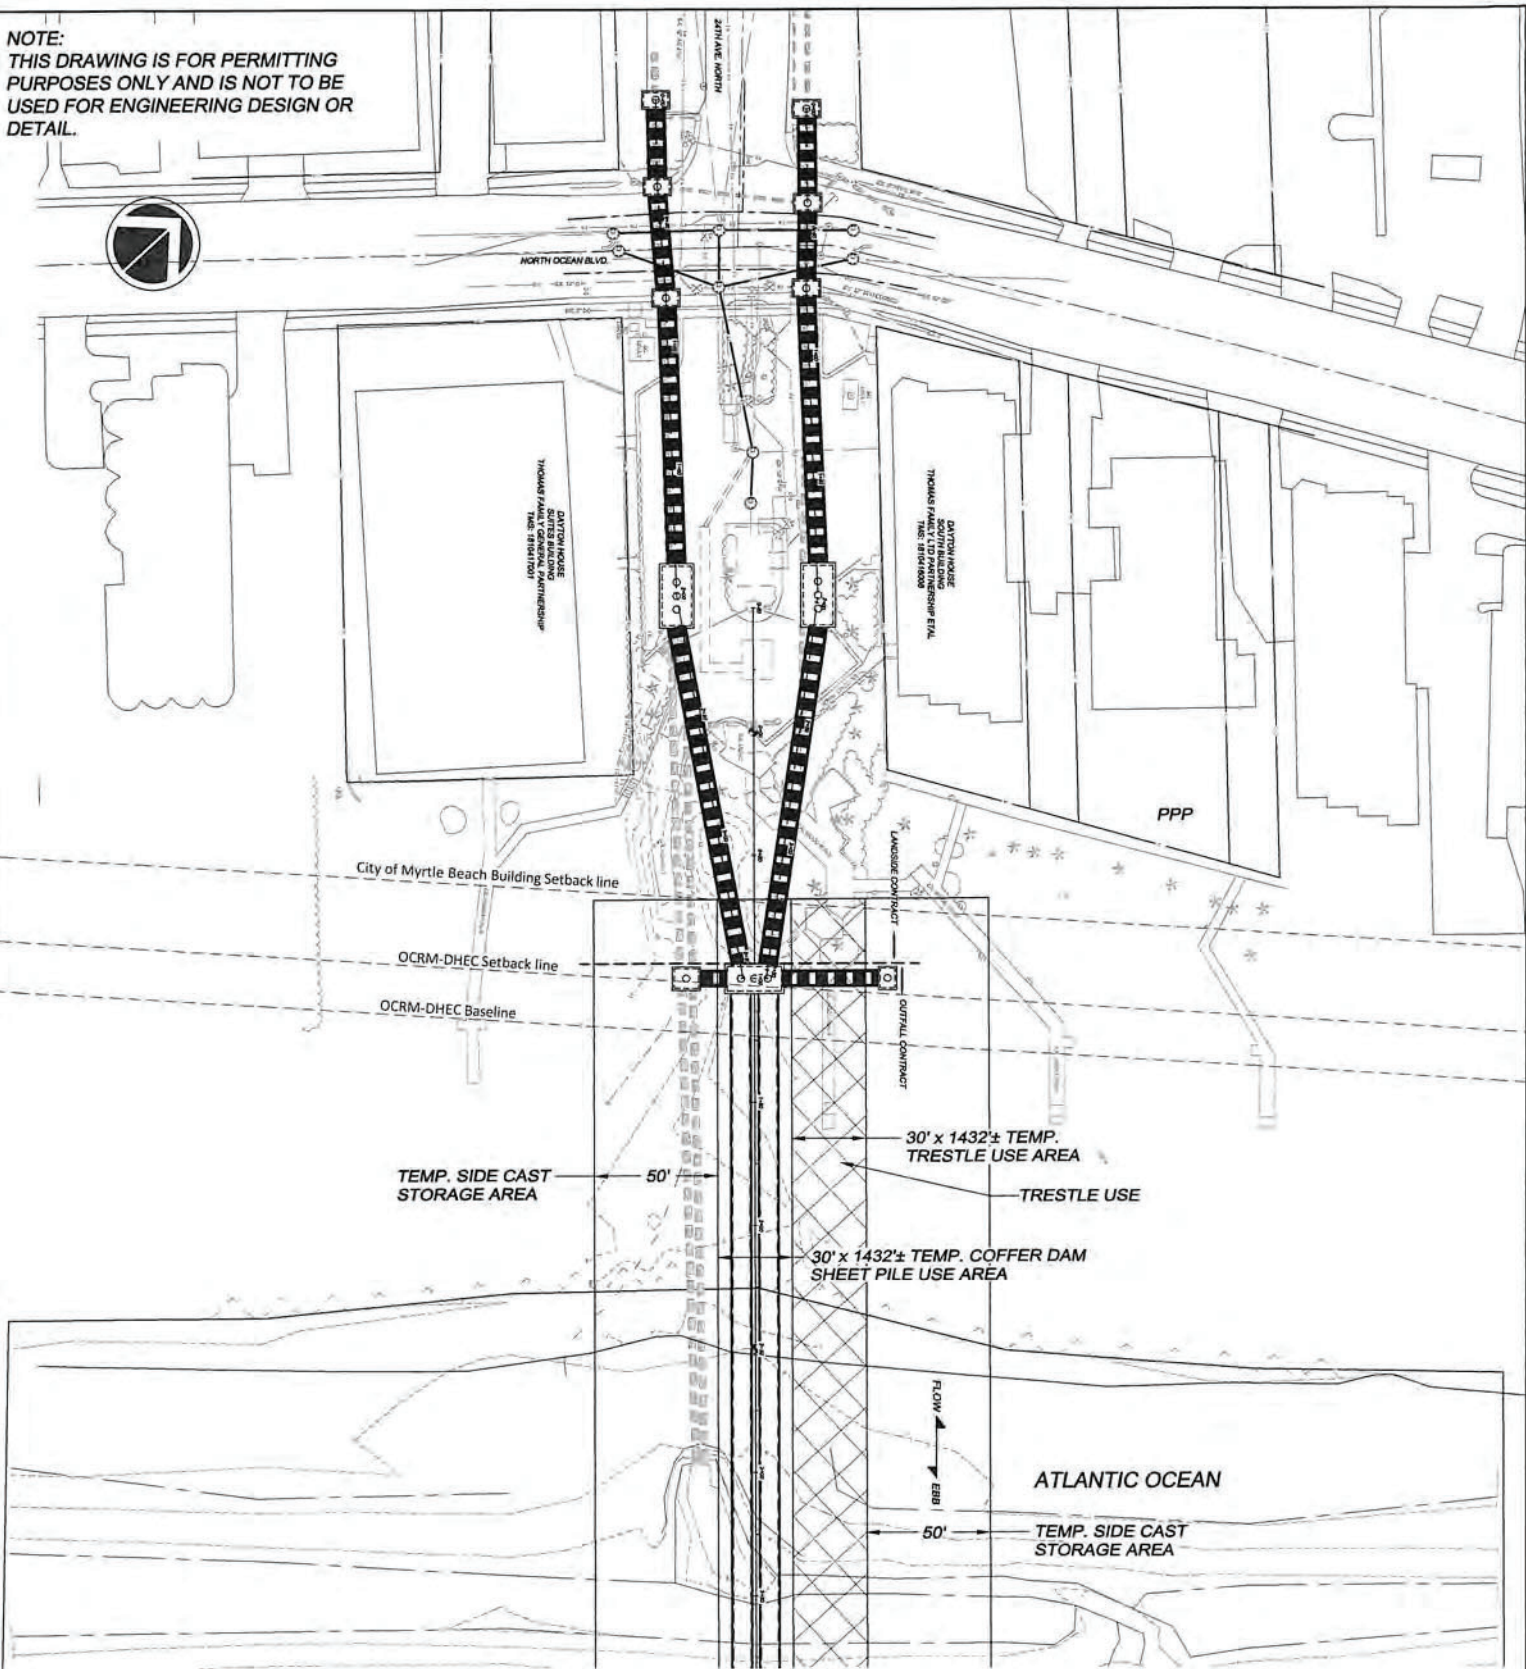 NOTE:
THIS DRAWING IS FOR PERMITTING
PURPOSES ONLY AND IS NOT TO BE
USED FOR ENGINEERING DESIGN OR
DETAIL.
24TH AVE. NORTH
NORTH OCEAN BLVD.
DAYTON HOUSE
SUITES BUILDING
THOMAS FAMILY GENERAL PARTNERSHIP
TMS: 1810417001
DAYTON HOUSE
SOUTH BUILDING
THOMAS FAMILY LTD PARTNERSHIP ETAL
TMS: 1810418008
PPP
LANDSIDE CONTRACT
City of Myrtle Beach Building Setback line
OCRM-DHEC Setback line
OCRM-DHEC Baseline
OUTFALL CONTRACT
30' x 1432'± TEMP.
TRESTLE USE AREA
TEMP. SIDE CAST
STORAGE AREA
50'
TRESTLE USE
30' x 1432'± TEMP. COFFER DAM
SHEET PILE USE AREA
FLOW
EBB
ATLANTIC OCEAN
50'
TEMP. SIDE CAST
STORAGE AREA